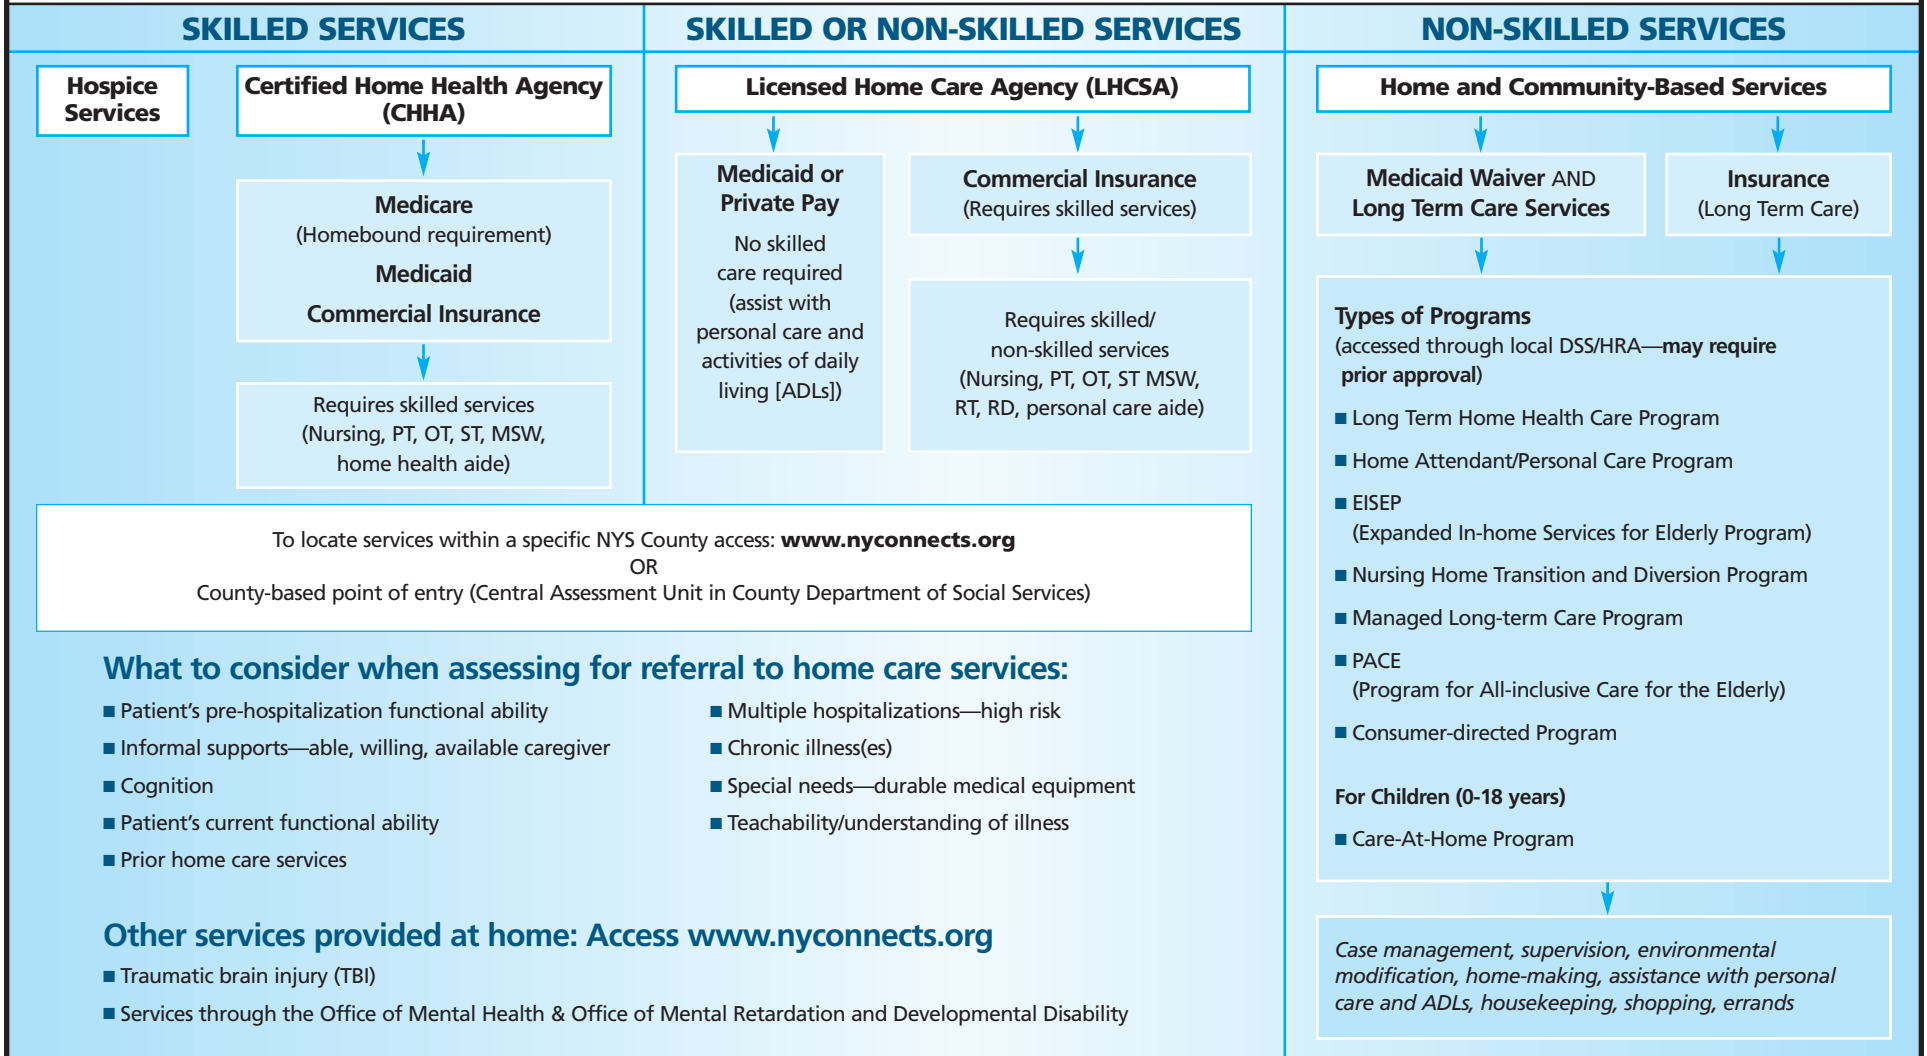 SKILLED SERVICES
Hospice
Services
Certified Home Health Agency
(CHHA)
Medicare
(Homebound requirement)
Medicaid
Commercial Insurance
Requires skilled services
(Nursing, PT, OT, ST, MSW,
home health aide)
SKILLED OR NON-SKILLED SERVICES
Licensed Home Care Agency (LHCSA)
Medicaid or
Private Pay
No skilled
care required
(assist with
personal care and
activities of daily
living [ADLs])
Commercial Insurance
(Requires skilled services)
Requires skilled/
non-skilled services
(Nursing, PT, OT, ST MSW,
RT, RD, personal care aide)
To locate services within a specific NYS County access: www.nyconnects.org
OR
County-based point of entry (Central Assessment Unit in County Department of Social Services)
What to consider when assessing for referral to home care services:
■ Patient’s pre-hospitalization functional ability
■ Informal supports—able, willing, available caregiver
■ Cognition
■ Patient’s current functional ability
■ Prior home care services
■ Multiple hospitalizations—high risk
■ Chronic illness(es)
■ Special needs—durable medical equipment
■ Teachability/understanding of illness
Other services provided at home: Access www.nyconnects.org
■ Traumatic brain injury (TBI)
■ Services through the Office of Mental Health & Office of Mental Retardation and Developmental Disability
NON-SKILLED SERVICES
Home and Community-Based Services
Medicaid Waiver AND
Long Term Care Services
Insurance
(Long Term Care)
Types of Programs
(accessed through local DSS/HRA—may require
prior approval)
■ Long Term Home Health Care Program
■ Home Attendant/Personal Care Program
■ EISEP
(Expanded In-home Services for Elderly Program)
■ Nursing Home Transition and Diversion Program
■ Managed Long-term Care Program
■ PACE
(Program for All-inclusive Care for the Elderly)
■ Consumer-directed Program
For Children (0-18 years)
■ Care-At-Home Program
Case management, supervision, environmental
modification, home-making, assistance with personal
care and ADLs, housekeeping, shopping, errands